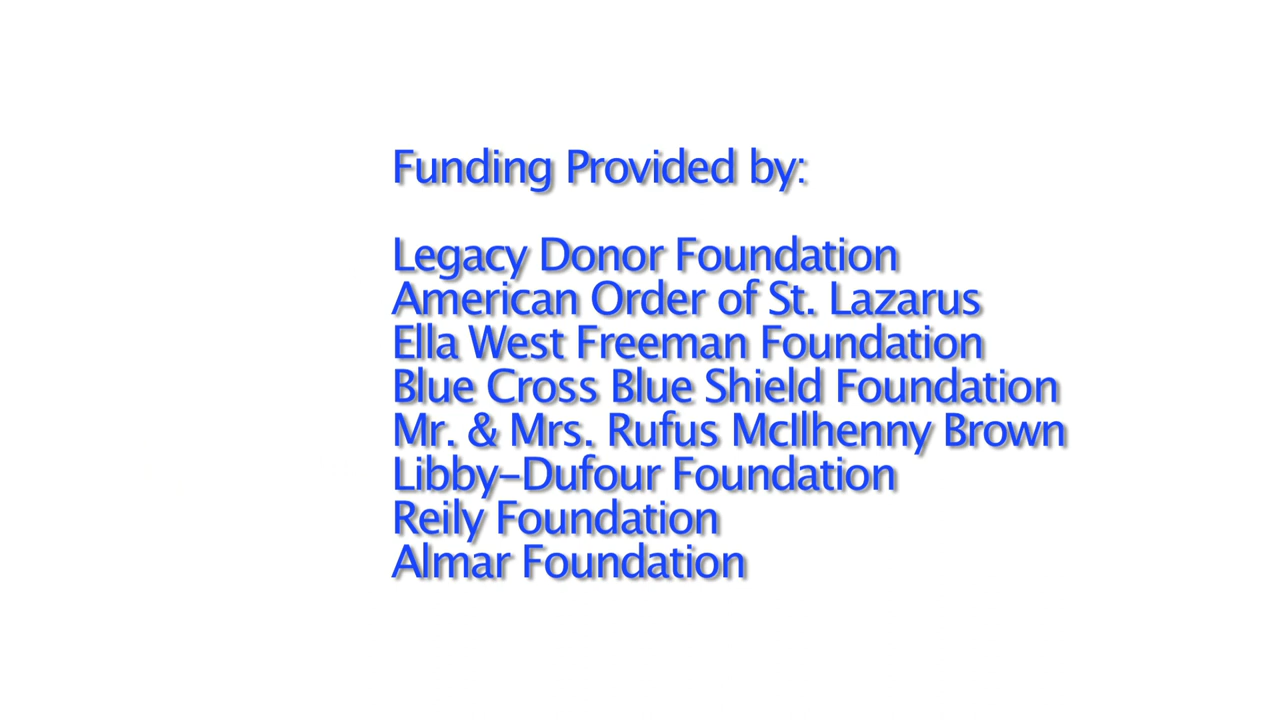 Funding Provided by:
Legacy Donor Foundation
American Order of St. Lazarus
Ella West Freeman Foundation
Blue Cross Blue Shield Foundation
Mr. & Mrs. Rufus McIlhenny Brown
Libby-Dufour Foundation
Reily Foundation
Almar Foundation